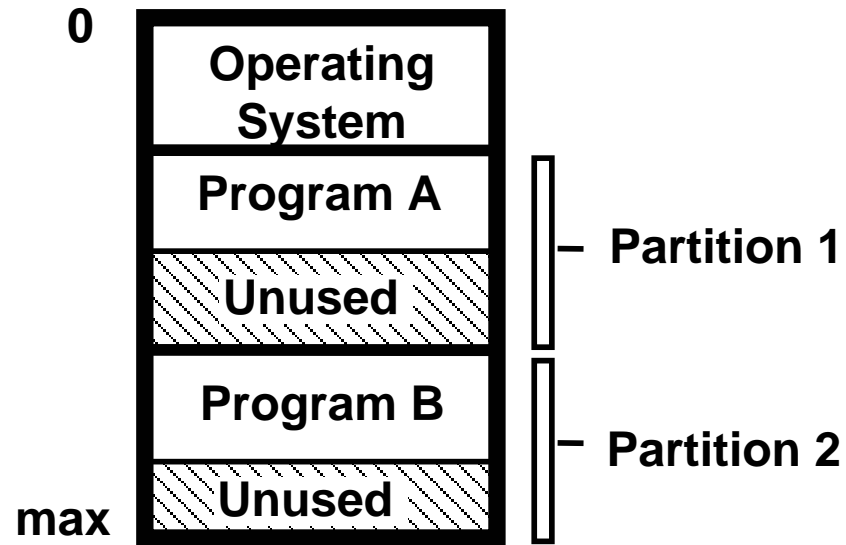 0
Operating
System
Program A
Unused
Partition 1
Program B
Unused
Partition 2
max